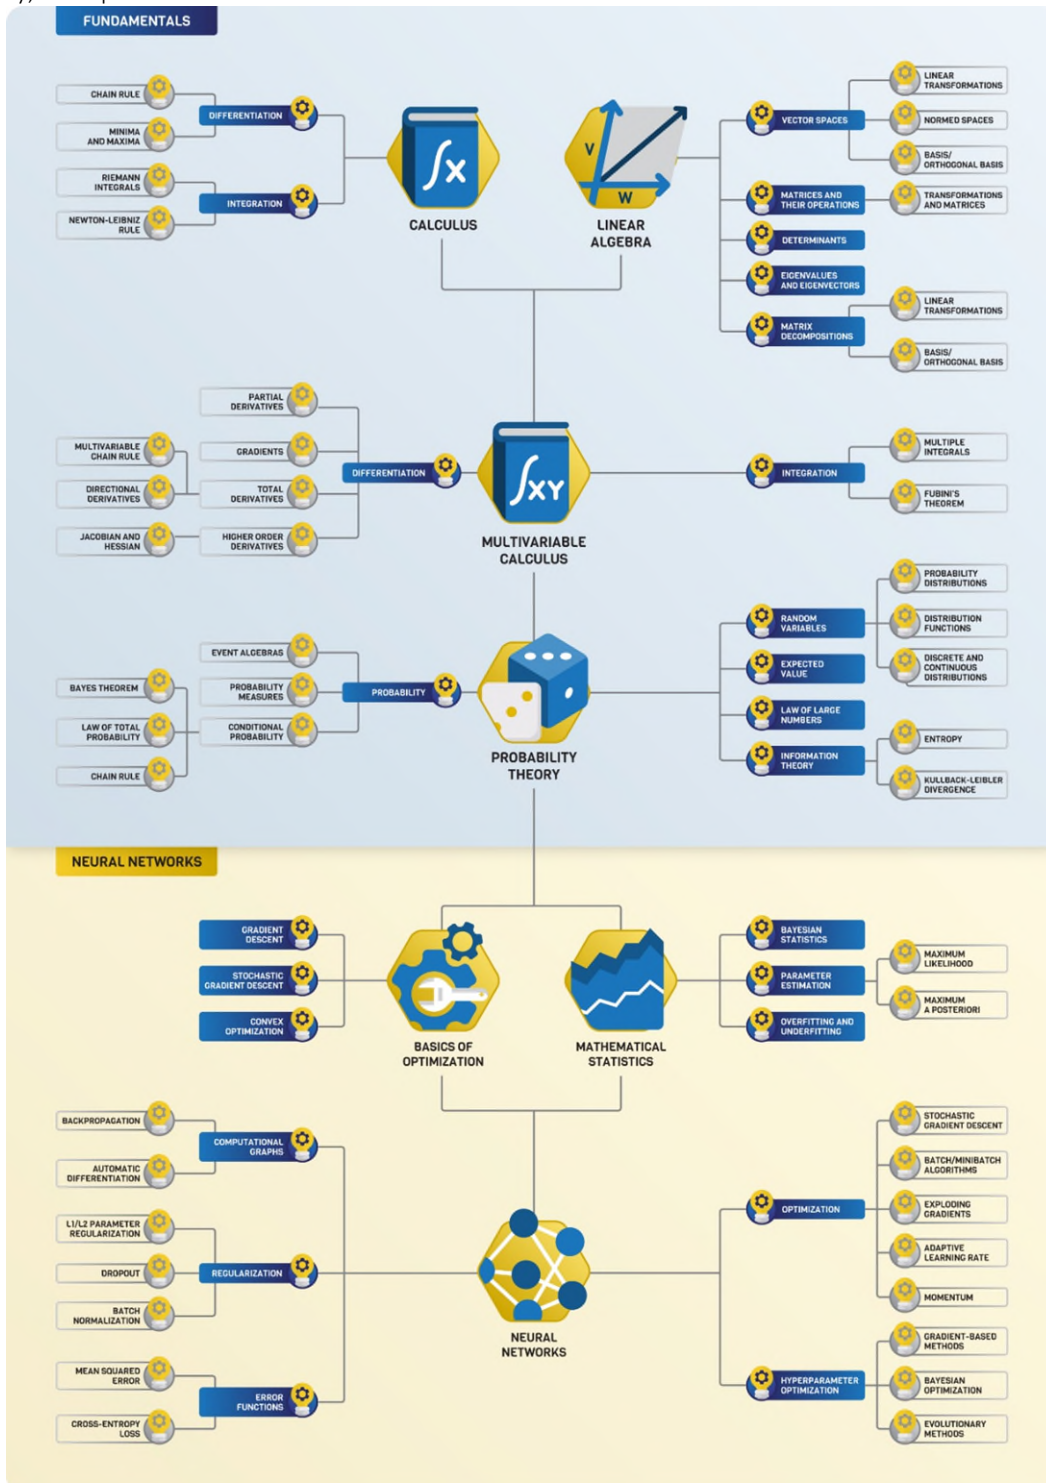 FUNDAMENTALS
CHAIN RULE
MINIMA
AND MAXIMA
DIFFERENTIATION
RIEMANN
INTEGRALS
NEWTON-LEIBNIZ
RULE
INTEGRATION
CALCULUS
V
W
LINEAR
ALGEBRA
VECTOR SPACES
LINEAR
TRANSFORMATIONS
NORMED SPACES
BASIS/
ORTHOGONAL BASIS
MATRICES AND
THEIR OPERATIONS
TRANSFORMATIONS
AND MATRICES
DETERMINANTS
EIGENVALUES
AND EIGENVECTORS
MATRIX
DECOMPOSITIONS
LINEAR
TRANSFORMATIONS
BASIS/
ORTHOGONAL BASIS
PARTIAL
DERIVATIVES
MULTIVARIABLE
CHAIN RULE
GRADIENTS
DIRECTIONAL
DERIVATIVES
TOTAL
DERIVATIVES
JACOBIAN AND
HESSIAN
HIGHER ORDER
DERIVATIVES
DIFFERENTIATION
∫X
∫XY
MULTIVARIABLE
CALCULUS
INTEGRATION
MULTIPLE
INTEGRALS
FUBINI'S
THEOREM
EVENT ALGEBRAS
BAYES THEOREM
PROBABILITY
MEASURES
LAW OF TOTAL
PROBABILITY
CONDITIONAL
PROBABILITY
CHAIN RULE
PROBABILITY
PROBABILITY
THEORY
RANDOM
VARIABLES
PROBABILITY
DISTRIBUTIONS
DISTRIBUTION
FUNCTIONS
DISCRETE AND
CONTINUOUS
DISTRIBUTIONS
EXPECTED
VALUE
LAW OF LARGE
NUMBERS
INFORMATION
THEORY
ENTROPY
KULLBACK-LEIBLER
DIVERGENCE
NEURAL NETWORKS
GRADIENT
DESCENT
STOCHASTIC
GRADIENT DESCENT
CONVEX
OPTIMIZATION
BASICS OF
OPTIMIZATION
MATHEMATICAL
STATISTICS
BAYESIAN
STATISTICS
PARAMETER
ESTIMATION
MAXIMUM
LIKELIHOOD
MAXIMUM
A POSTERIORI
OVERFITTING AND
UNDERFITTING
BACKPROPAGATION
AUTOMATIC
DIFFERENTIATION
COMPUTATIONAL
GRAPHS
L1/L2 PARAMETER
REGULARIZATION
DROPOUT
BATCH
NORMALIZATION
REGULARIZATION
MEAN SQUARED
ERROR
CROSS-ENTROPY
LOSS
ERROR
FUNCTIONS
NEURAL
NETWORKS
OPTIMIZATION
STOCHASTIC
GRADIENT DESCENT
BATCH/MINIBATCH
ALGORITHMS
EXPLODING
GRADIENTS
ADAPTIVE
LEARNING RATE
MOMENTUM
HYPERPARAMETER
OPTIMIZATION
GRADIENT-BASED
METHODS
BAYESIAN
OPTIMIZATION
EVOLUTIONARY
METHODS